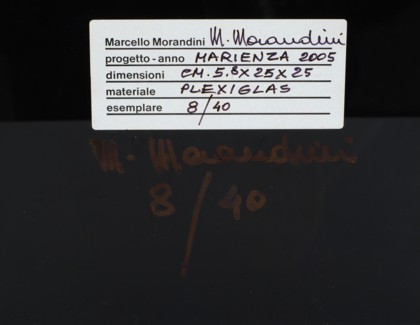 Marcello Morandini M. Morandini
progetto - anno MARIENZA 2005
dimensioni CM. 5.8 X 25 X 25
materiale PLEXIGLAS
esemplare 8/40
M. Morandini
8/40